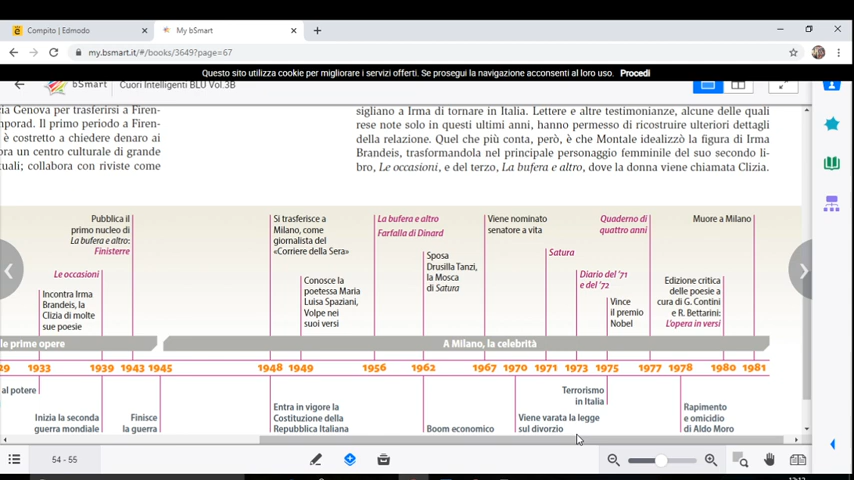 Compito | Edmodo
My bSmart
my.bsmart.it/#/books/3649?page=67
Questo sito utilizza cookie per migliorare i servizi offerti. Se prosegui la navigazione acconsenti al loro uso. Procedi
bSmart
Cuori Intelligenti BLU Vol.3B
cia Genova per trasferirsi a Firen-
mporad. Il primo periodo a Firen-
è costretto a chiedere denaro ai
ora un centro culturale di grande
tuali; collabora con riviste come
sigliano a Irma di tornare in Italia. Lettere e altre testimonianze, alcune delle quali
rese note solo in questi ultimi anni, hanno permesso di ricostruire ulteriori dettagli
della relazione. Quel che più conta, però, è che Montale idealizzò la figura di Irma
Brandeis, trasformandola nel principale personaggio femminile del suo secondo li-
bro, Le occasioni, e del terzo, La bufera e altro, dove la donna viene chiamata Clizia.
Pubblica il
primo nucleo di
La bufera e altro:
Finisterre
Le occasioni
Incontra Irma
Brandeis, la
Clizia di molte
sue poesie
Si trasferisce a
Milano, come
giornalista del
«Corriere della Sera»
Conosce la
poetessa Maria
Luisa Spaziani,
Volpe nei
suoi versi
La bufera e altro
Farfalla di Dinard
Sposa
Drusilla Tanzi,
la Mosca
di Satura
Viene nominato
senatore a vita
Satura
Diario del '71
e del '72
Vince
il premio
Nobel
Quaderno di
quattro anni
Edizione critica
delle poesie a
cura di G. Contini
e R. Bettarini:
L'opera in versi
Muore a Milano
le prime opere
A Milano, la celebrità
29 1933 1939 1943 1945 1948 1949 1956 1962 1967 1970 1971 1973 1975 1977 1978 1980 1981
al potere
Inizia la seconda
guerra mondiale
Finisce
la guerra
Entra in vigore la
Costituzione della
Repubblica Italiana
Boom economico
Viene varata la legge
sul divorzio
Terrorismo
in Italia
Rapimento
e omicidio
di Aldo Moro
54 - 55